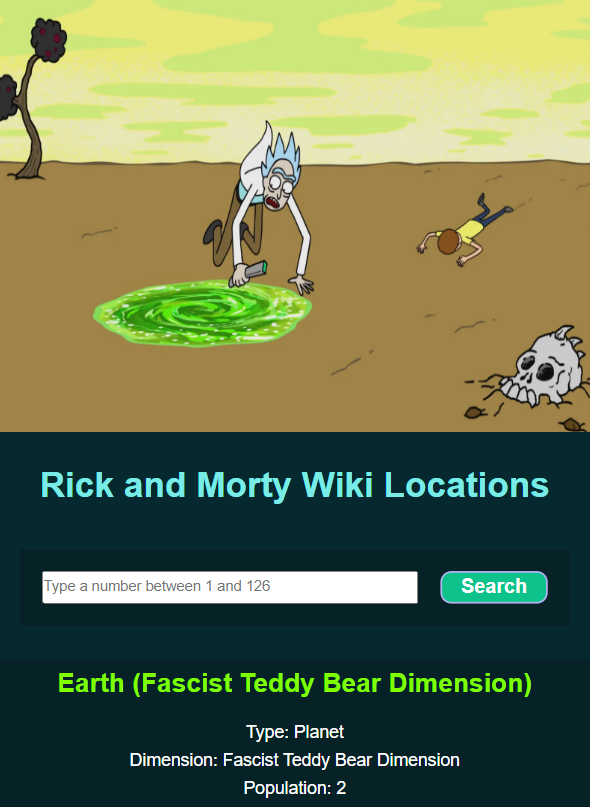 Rick and Morty Wiki Locations
Type a number between 1 and 126
Search
Earth (Fascist Teddy Bear Dimension)
Type: Planet
Dimension: Fascist Teddy Bear Dimension
Population: 2